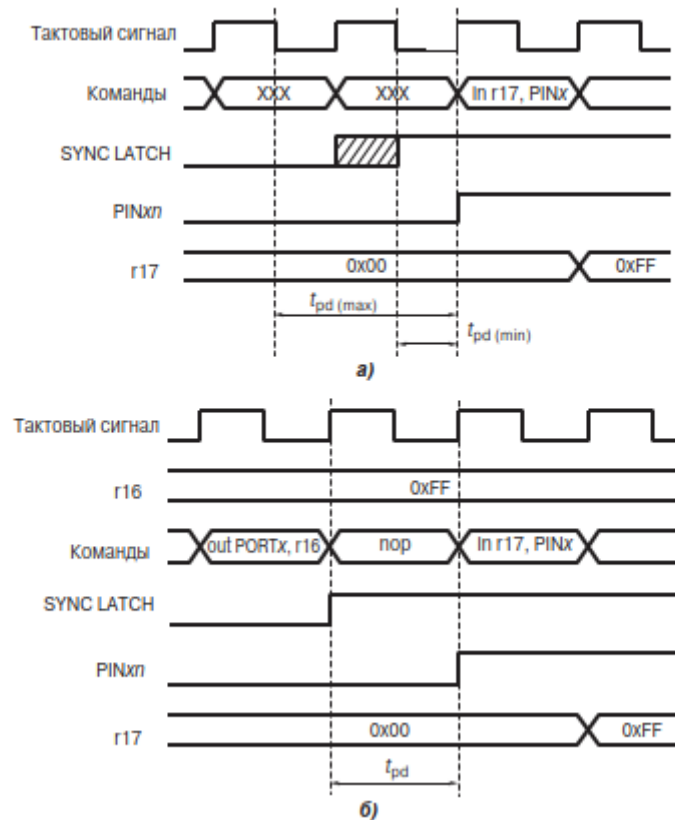 Тактовый сигнал
Команды
XXX XXX In r17, PINx
SYNC LATCH
PINxn
r17
0x00 0xFF
tpd (max)
tpd (min)
а)
Тактовый сигнал
r16
0xFF
Команды
out PORTx, r16 nop In r17, PINx
SYNC LATCH
PINxn
r17
0x00 0xFF
tpd
б)